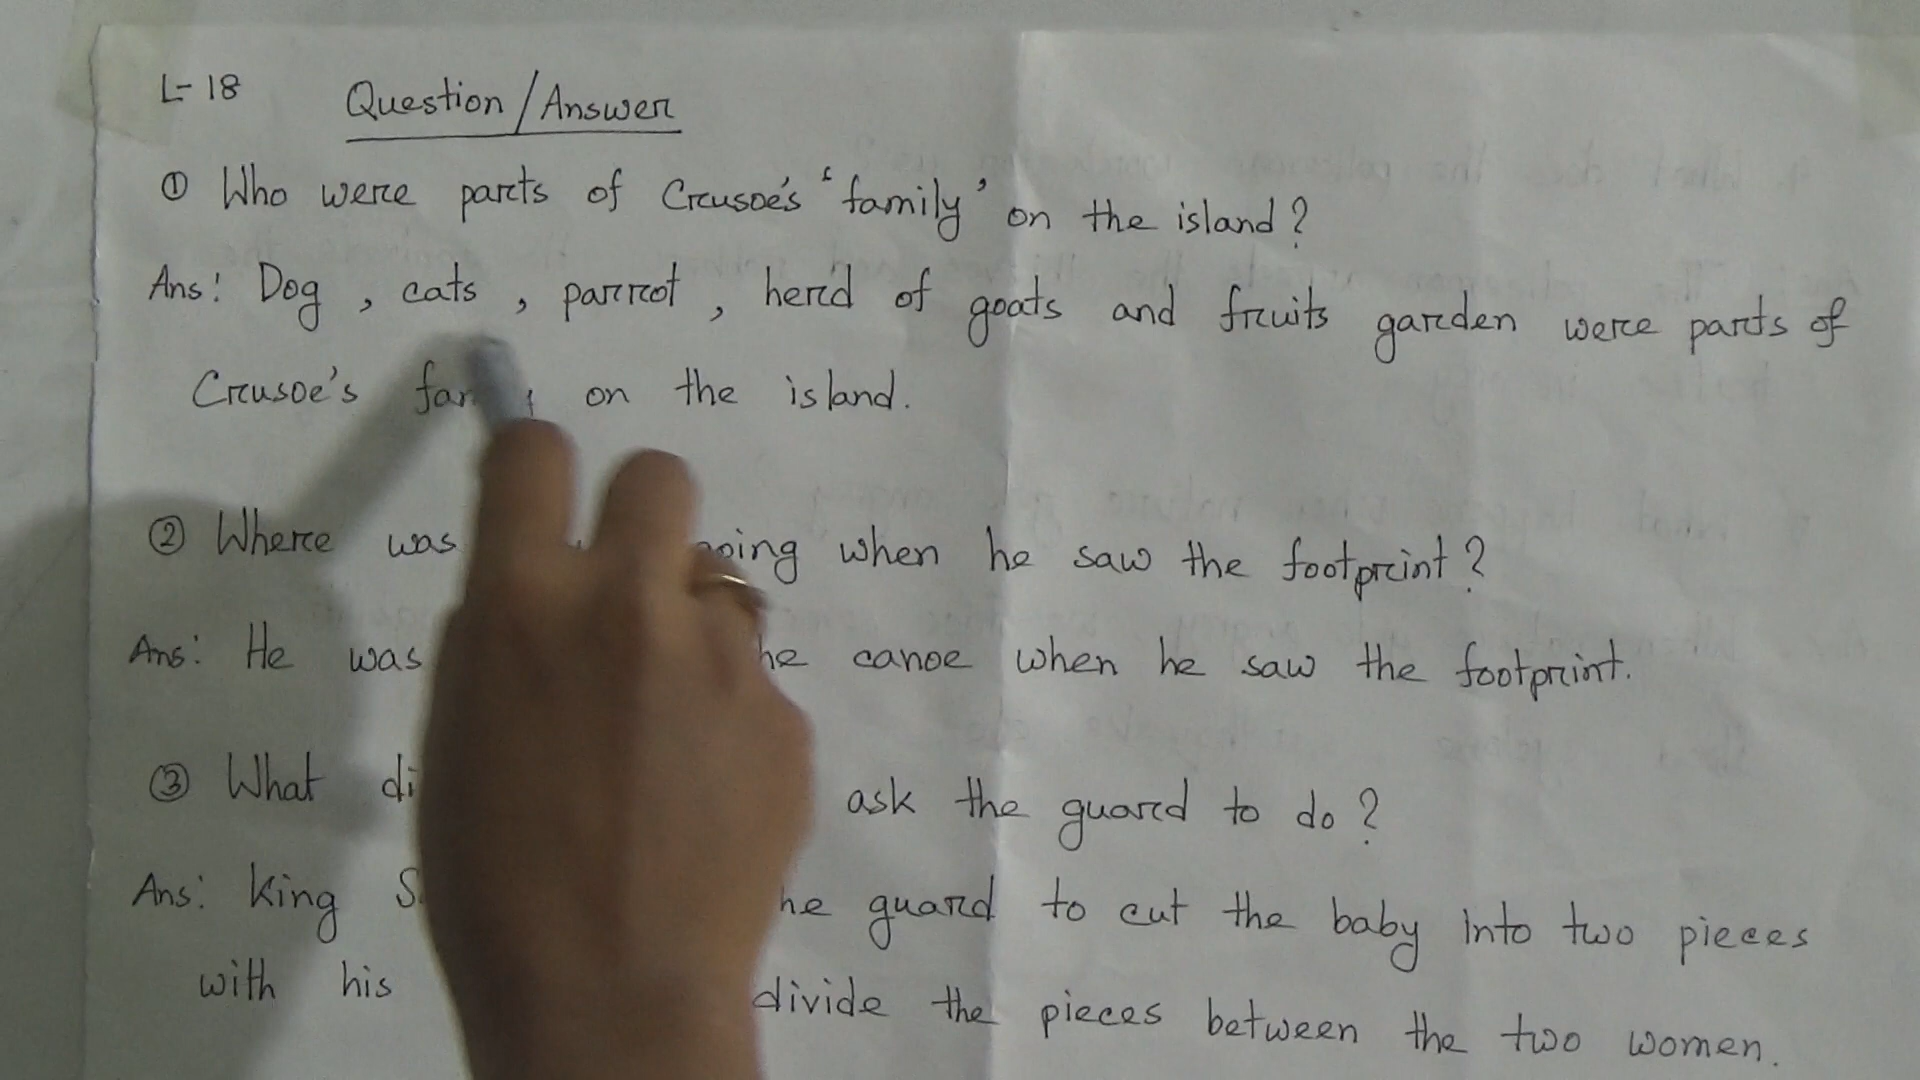 L-18 Question/Answer
① Who were parts of Crusoe's 'family' on the island?
Ans: Dog, cats, parrot, herd of goats and fruits garden were parts of
Crusoe's on the island.
② Where was going when he saw the footprint?
Ans: He was the canoe when he saw the footprint.
③ What ask the guard to do?
Ans: King the guard to cut the baby into two pieces
with his divide the pieces between the two women.